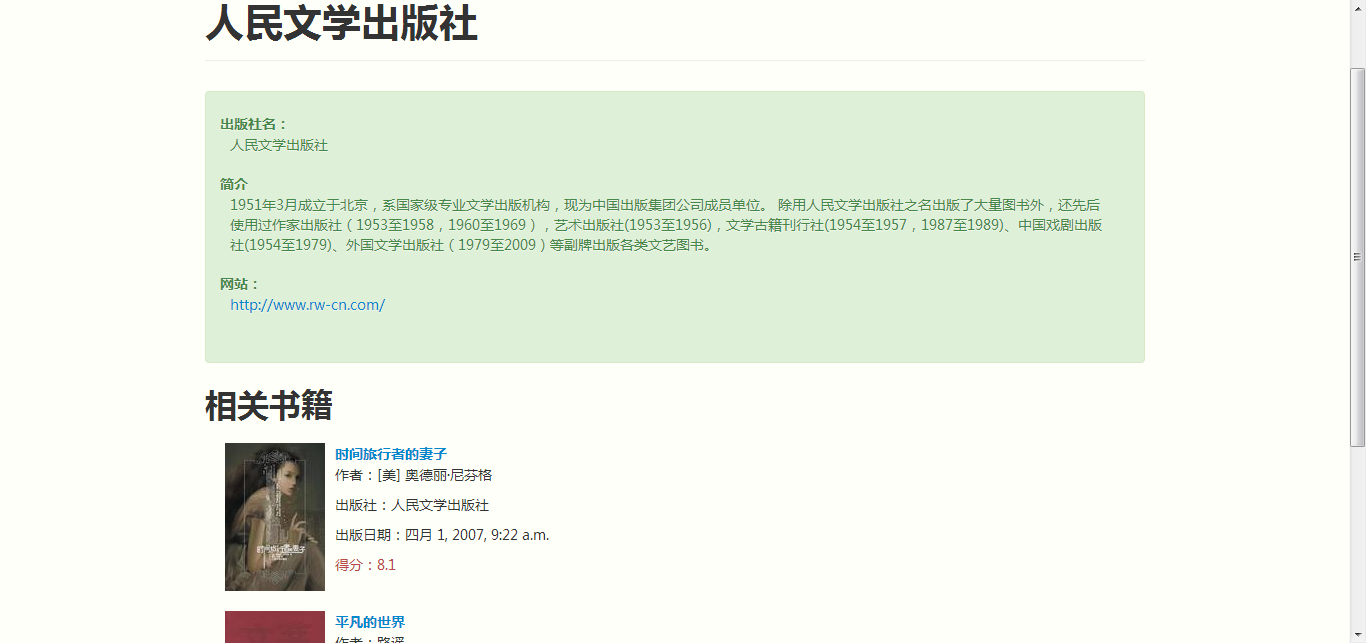 人民文学出版社
出版社名：
人民文学出版社
简介
1951年3月成立于北京，系国家级专业文学出版机构，现为中国出版集团公司成员单位。 除用人民文学出版社之名出版了大量图书外，还先后
使用过作家出版社（1953至1958，1960至1969），艺术出版社(1953至1956)，文学古籍刊行社(1954至1957，1987至1989)、中国戏剧出版
社(1954至1979)、外国文学出版社（1979至2009）等副牌出版各类文艺图书。
网站：
http://www.rw-cn.com/
相关书籍
时间旅行者的妻子
作者：[美] 奥德丽·尼芬格
出版社：人民文学出版社
出版日期：四月 1, 2007, 9:22 a.m.
得分：8.1
时间旅行者的妻子
平凡的世界
作者：路遥